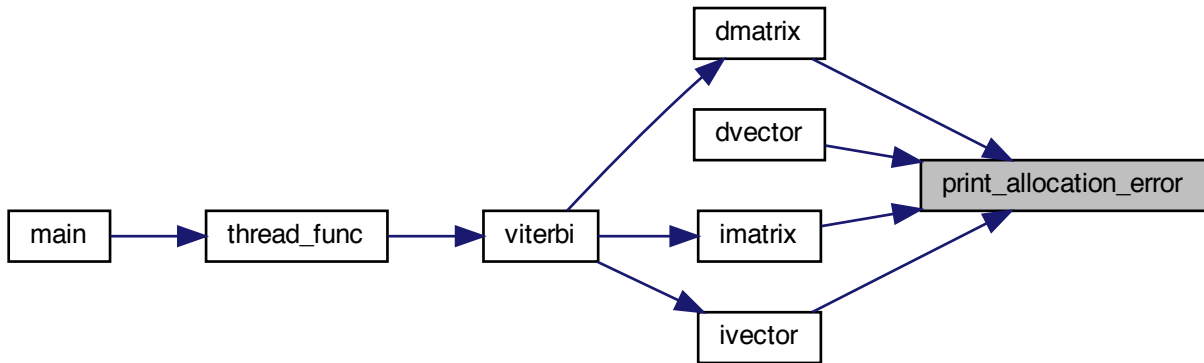 dmatrix
dvector
print_allocation_error
main
thread_func
viterbi
imatrix
ivector